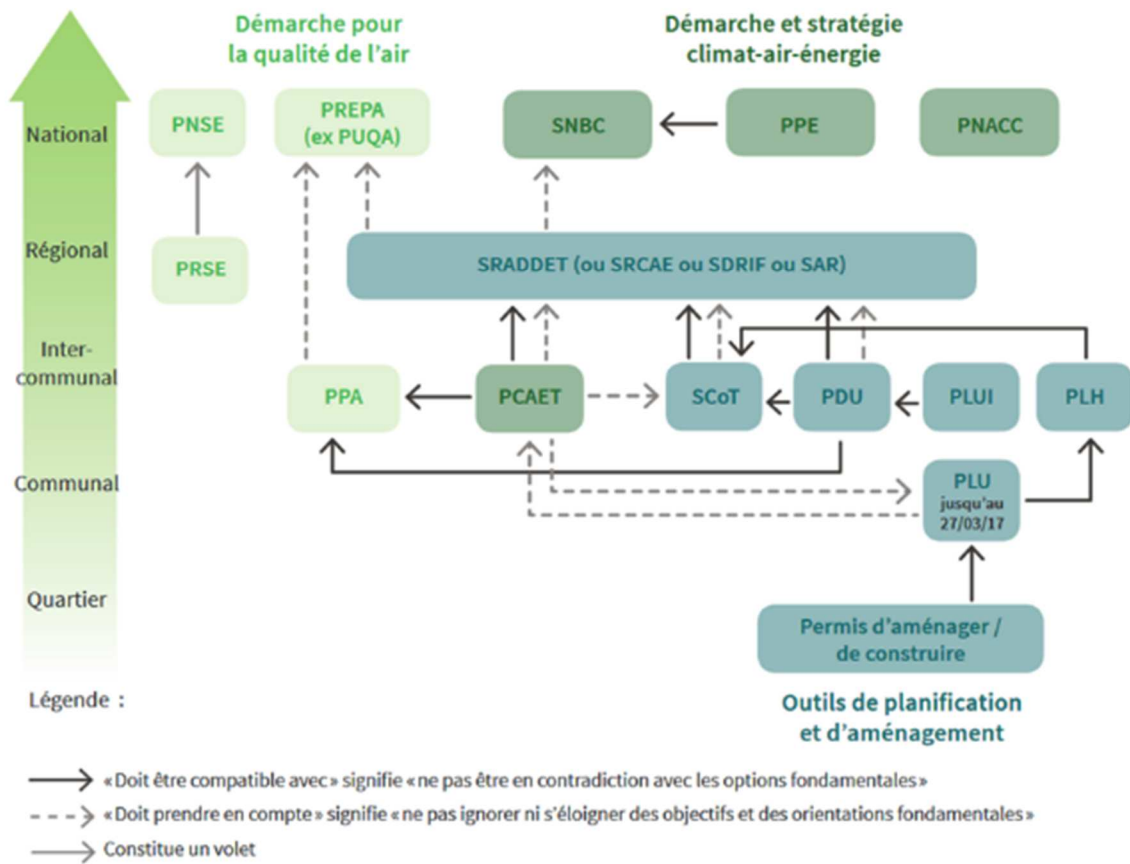 Démarche pour
la qualité de l'air
Démarche et stratégie
climat-air-énergie
National
PNSE
PREPA
(ex PUQA)
SNBC
PPE
PNACC
Régional
PRSE
SRADDET (ou SRCAE ou SDRIF ou SAR)
Inter-
communal
PPA
PCAET
SCoT
PDU
PLUI
PLH
Communal
PLU
jusqu'au
27/03/17
Quartier
Permis d'aménager /
de construire
Légende :
Outils de planification
et d'aménagement
« Doit être compatible avec » signifie « ne pas être en contradiction avec les options fondamentales »
« Doit prendre en compte » signifie « ne pas ignorer ni s'éloigner des objectifs et des orientations fondamentales »
Constitue un volet